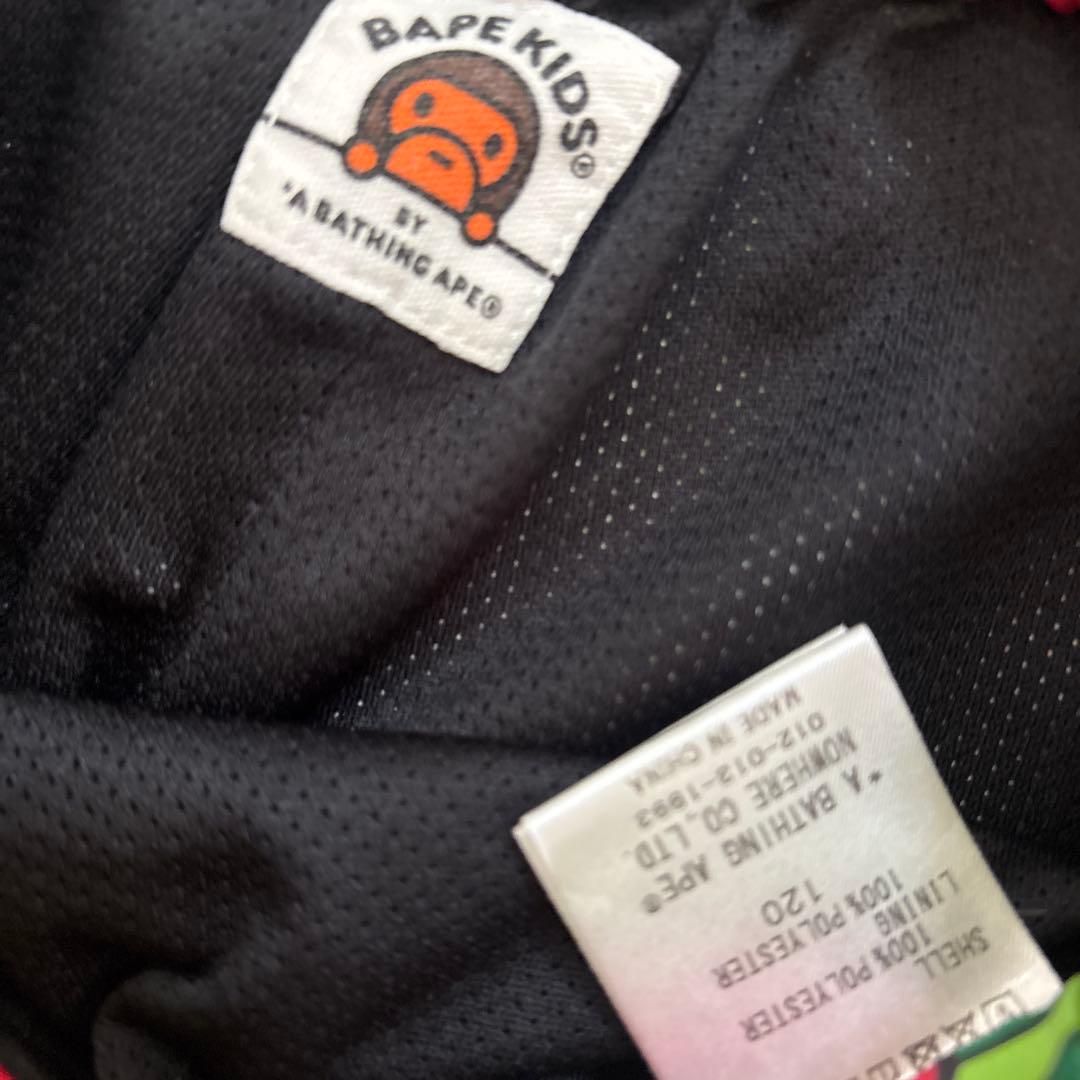 BAPE KIDS®
BY
*A BATHING APE®
SHELL
100% POLYESTER
LINING
100% POLYESTER
120
*A BATHING APE®
NOWHERE CO., LTD.
012-012-1993
MADE IN CHINA